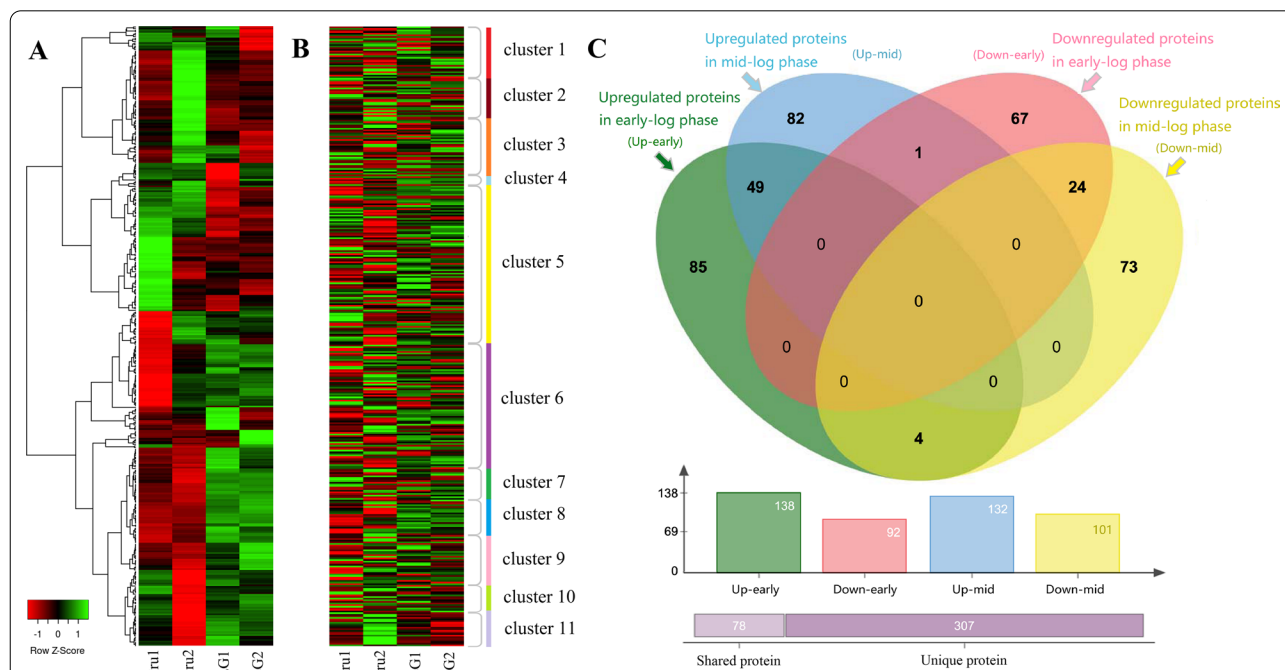 A
-1 0 1
Row Z-Score
ru1 ru2 G1 G2
B
cluster 1
cluster 2
cluster 3
cluster 4
cluster 5
cluster 6
cluster 7
cluster 8
cluster 9
cluster 10
cluster 11
ru1 ru2 G1 G2
C
Upregulated proteins
in mid-log phase
(Up-mid)
(Down-early)
Downregulated proteins
in early-log phase
Upregulated proteins
in early-log phase
(Up-early)
Downregulated proteins
in mid-log phase
(Down-mid)
82
67
1
49
24
0
0
85
73
0
0
0
0
0
4
138
69
0
138
92
132
101
Up-early Down-early Up-mid Down-mid
78 307
Shared protein Unique protein